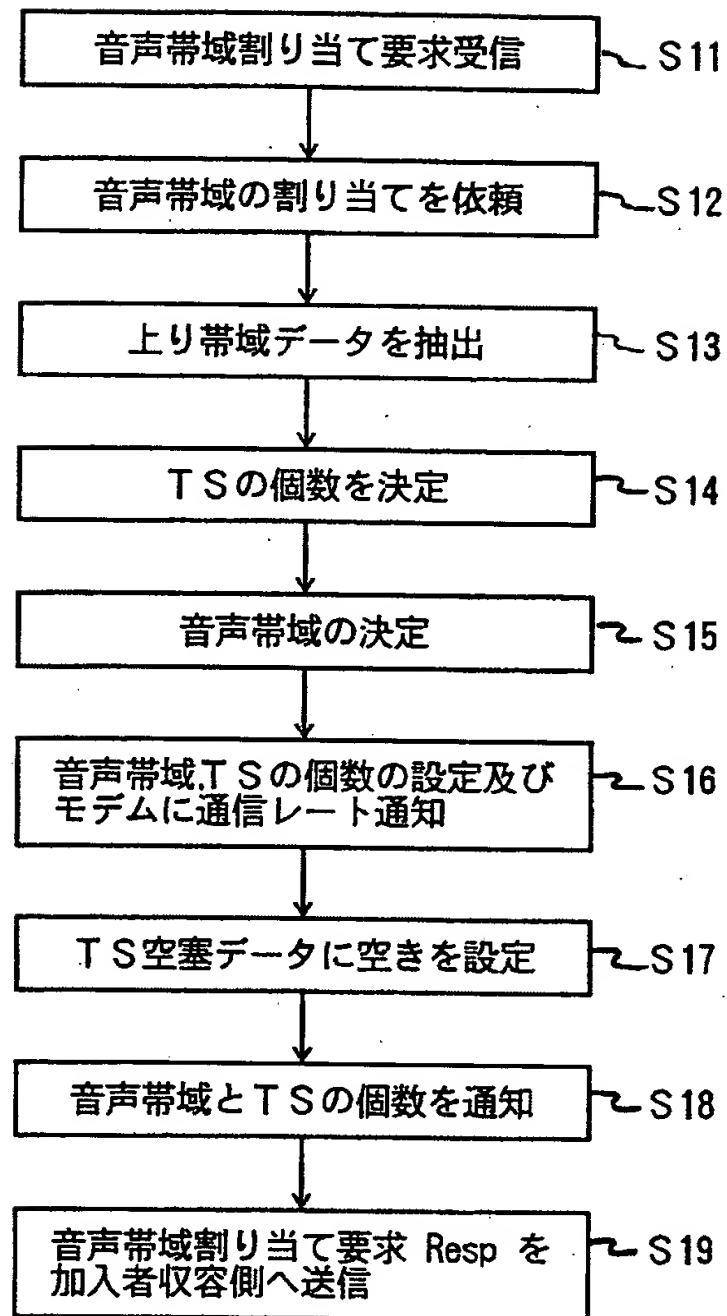 音声帯域割り当て要求受信 S11
音声帯域の割り当てを依頼 S12
上り帯域データを抽出 S13
TSの個数を決定 S14
音声帯域の決定 S15
音声帯域,TSの個数の設定及び
モデムに通信レート通知 S16
TS空塞データに空きを設定 S17
音声帯域とTSの個数を通知 S18
音声帯域割り当て要求 Resp を
加入者収容側へ送信 S19